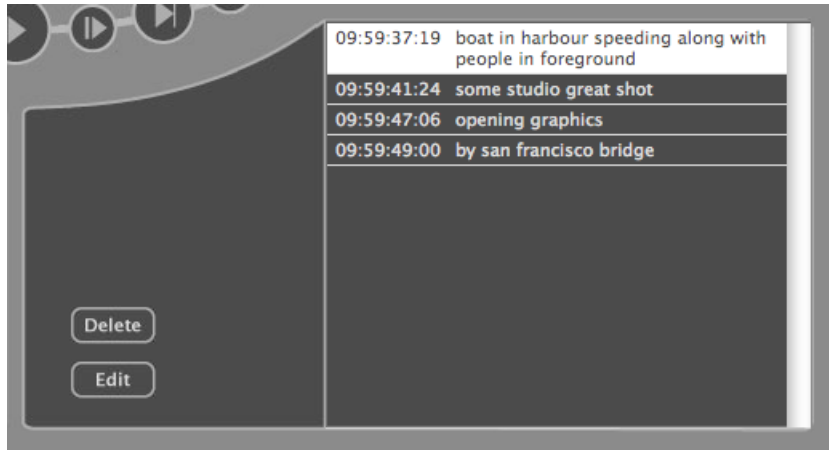 09:59:37:19 boat in harbour speeding along with
people in foreground
09:59:41:24 some studio great shot
09:59:47:06 opening graphics
09:59:49:00 by san francisco bridge
Delete
Edit